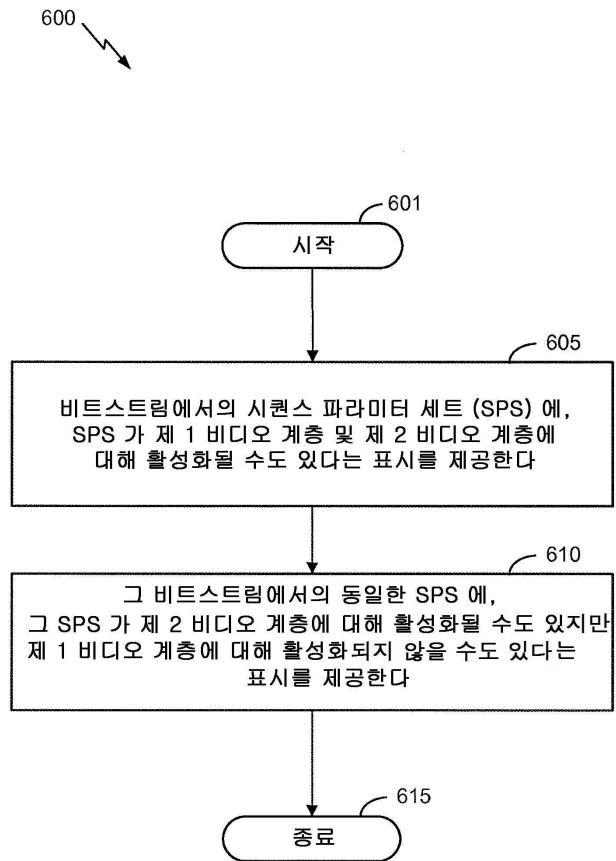 600
601
시작
605
비트스트림에서의 시퀀스 파라미터 세트 (SPS) 에,
SPS 가 제 1 비디오 계층 및 제 2 비디오 계층에
대해 활성화될 수도 있다는 표시를 제공한다
610
그 비트스트림에서의 동일한 SPS 에,
그 SPS 가 제 2 비디오 계층에 대해 활성화될 수도 있지만
제 1 비디오 계층에 대해 활성화되지 않을 수도 있다는
표시를 제공한다
615
종료